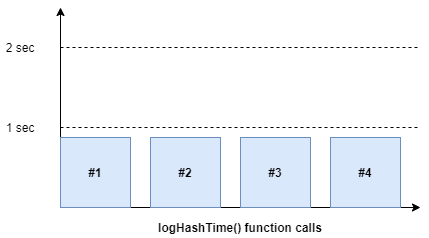 2 sec
1 sec
#1 #2 #3 #4
logHashTime() function calls